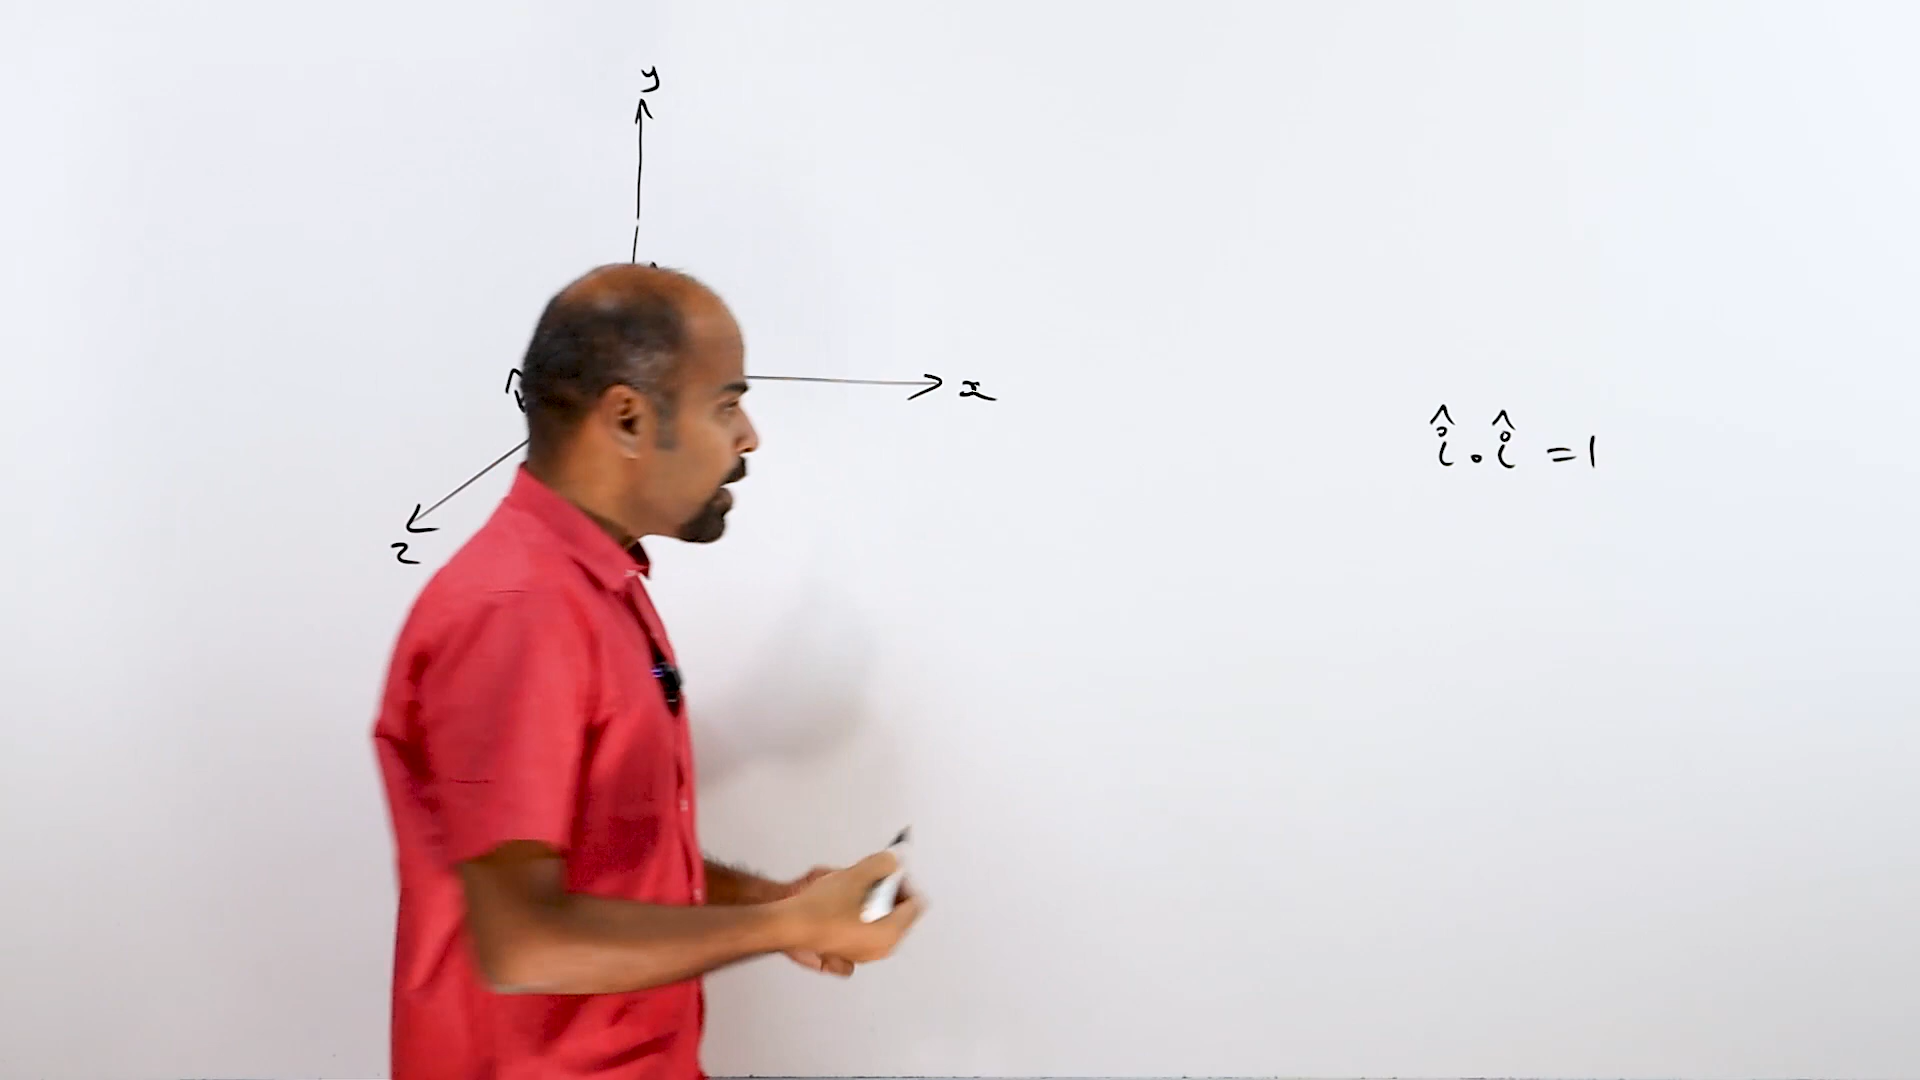 y
x
î . î = 1
z